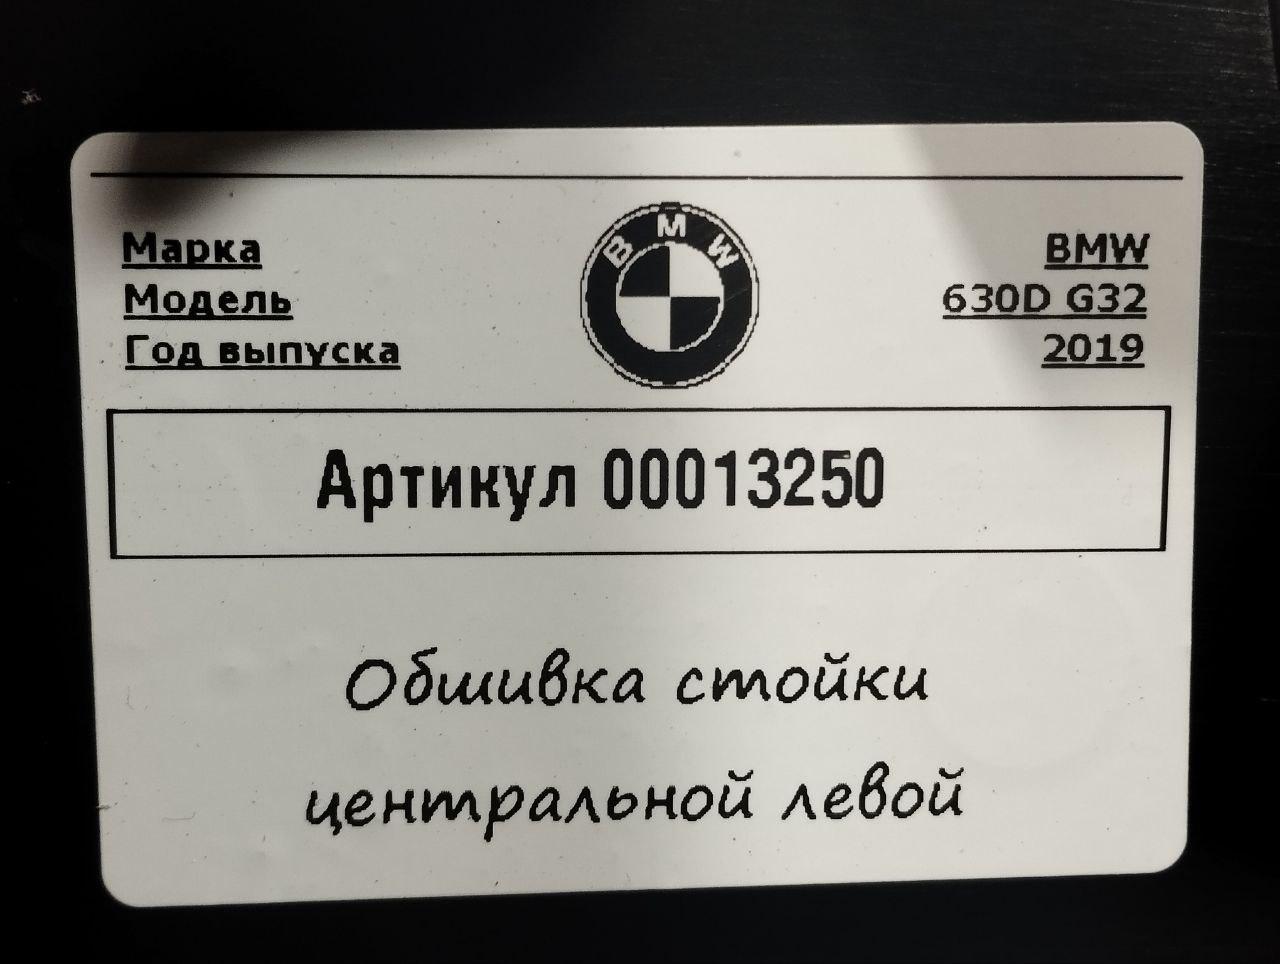 Марка BMW BMW
Модель 630D G32
Год выпуска 2019
Артикул 00013250
Обшивка стойки
центральной левой